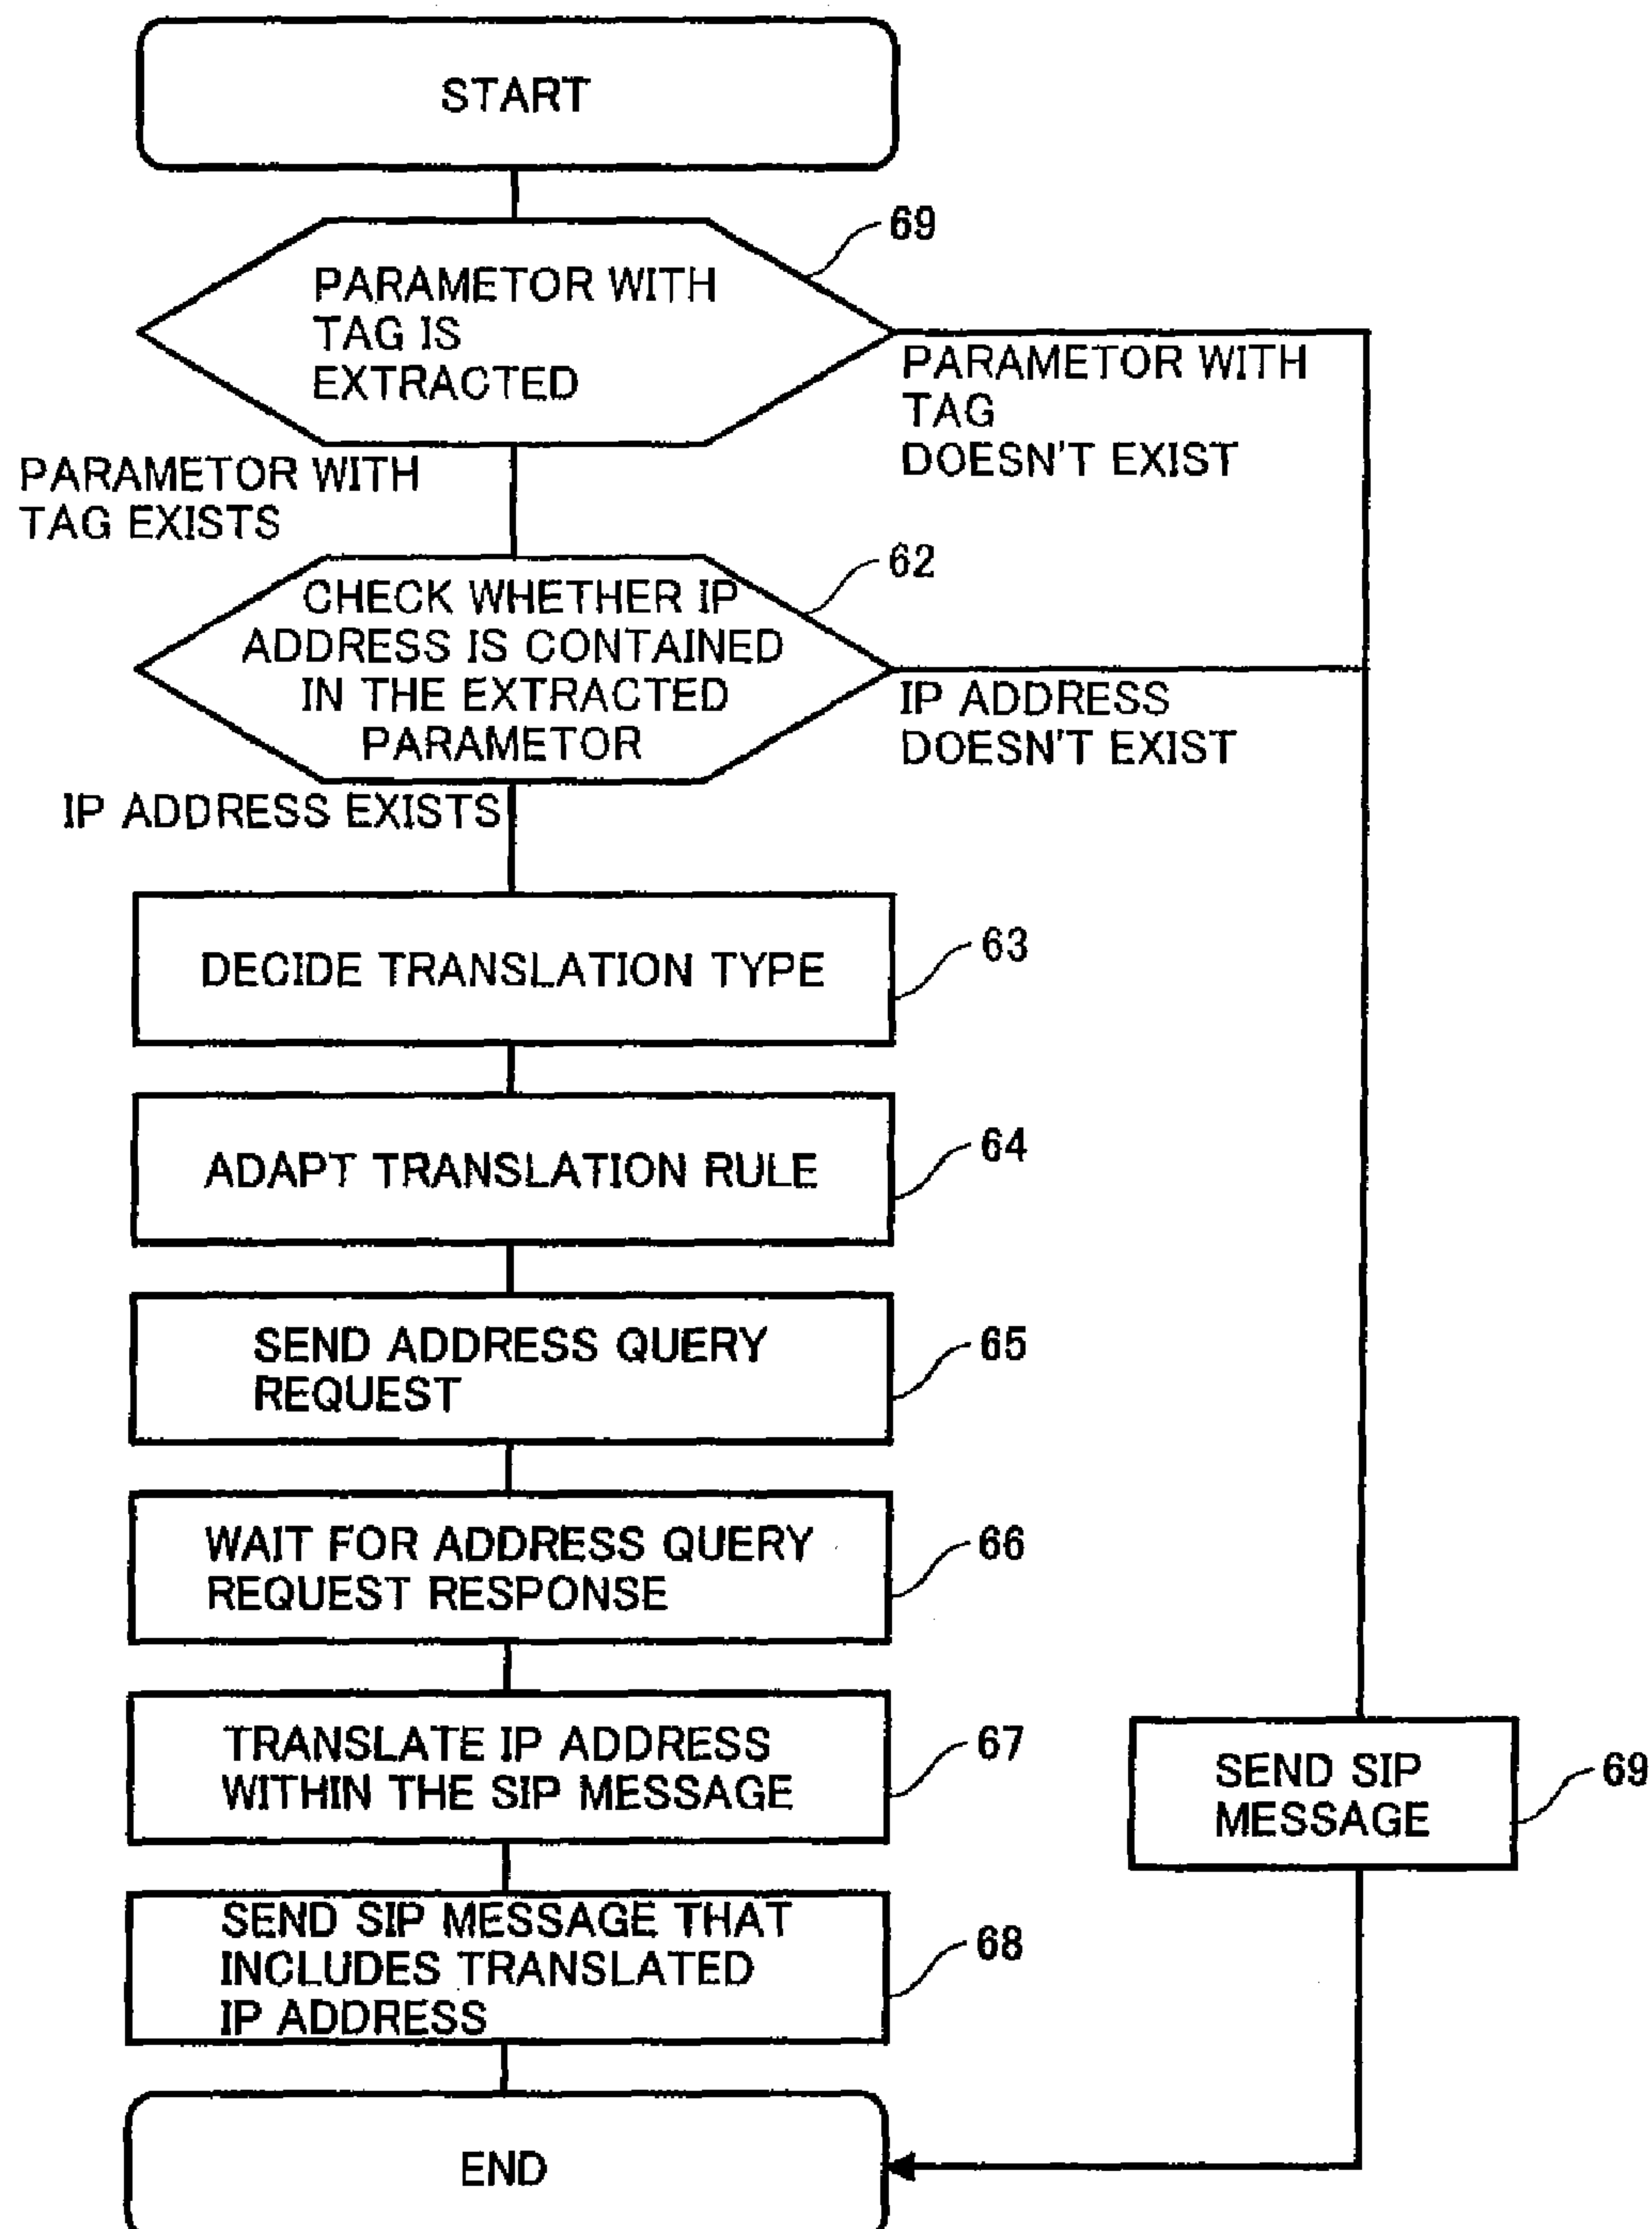 START
69
PARAMETOR WITH
TAG IS
EXTRACTED
PARAMETOR WITH
TAG
DOESN'T EXIST
PARAMETOR WITH
TAG EXISTS
62
CHECK WHETHER IP
ADDRESS IS CONTAINED
IN THE EXTRACTED
PARAMETOR
IP ADDRESS
DOESN'T EXIST
IP ADDRESS EXISTS
DECIDE TRANSLATION TYPE
63
ADAPT TRANSLATION RULE
64
SEND ADDRESS QUERY
REQUEST
65
WAIT FOR ADDRESS QUERY
REQUEST RESPONSE
66
TRANSLATE IP ADDRESS
WITHIN THE SIP MESSAGE
67
SEND SIP
MESSAGE
69
SEND SIP MESSAGE THAT
INCLUDES TRANSLATED
IP ADDRESS
68
END